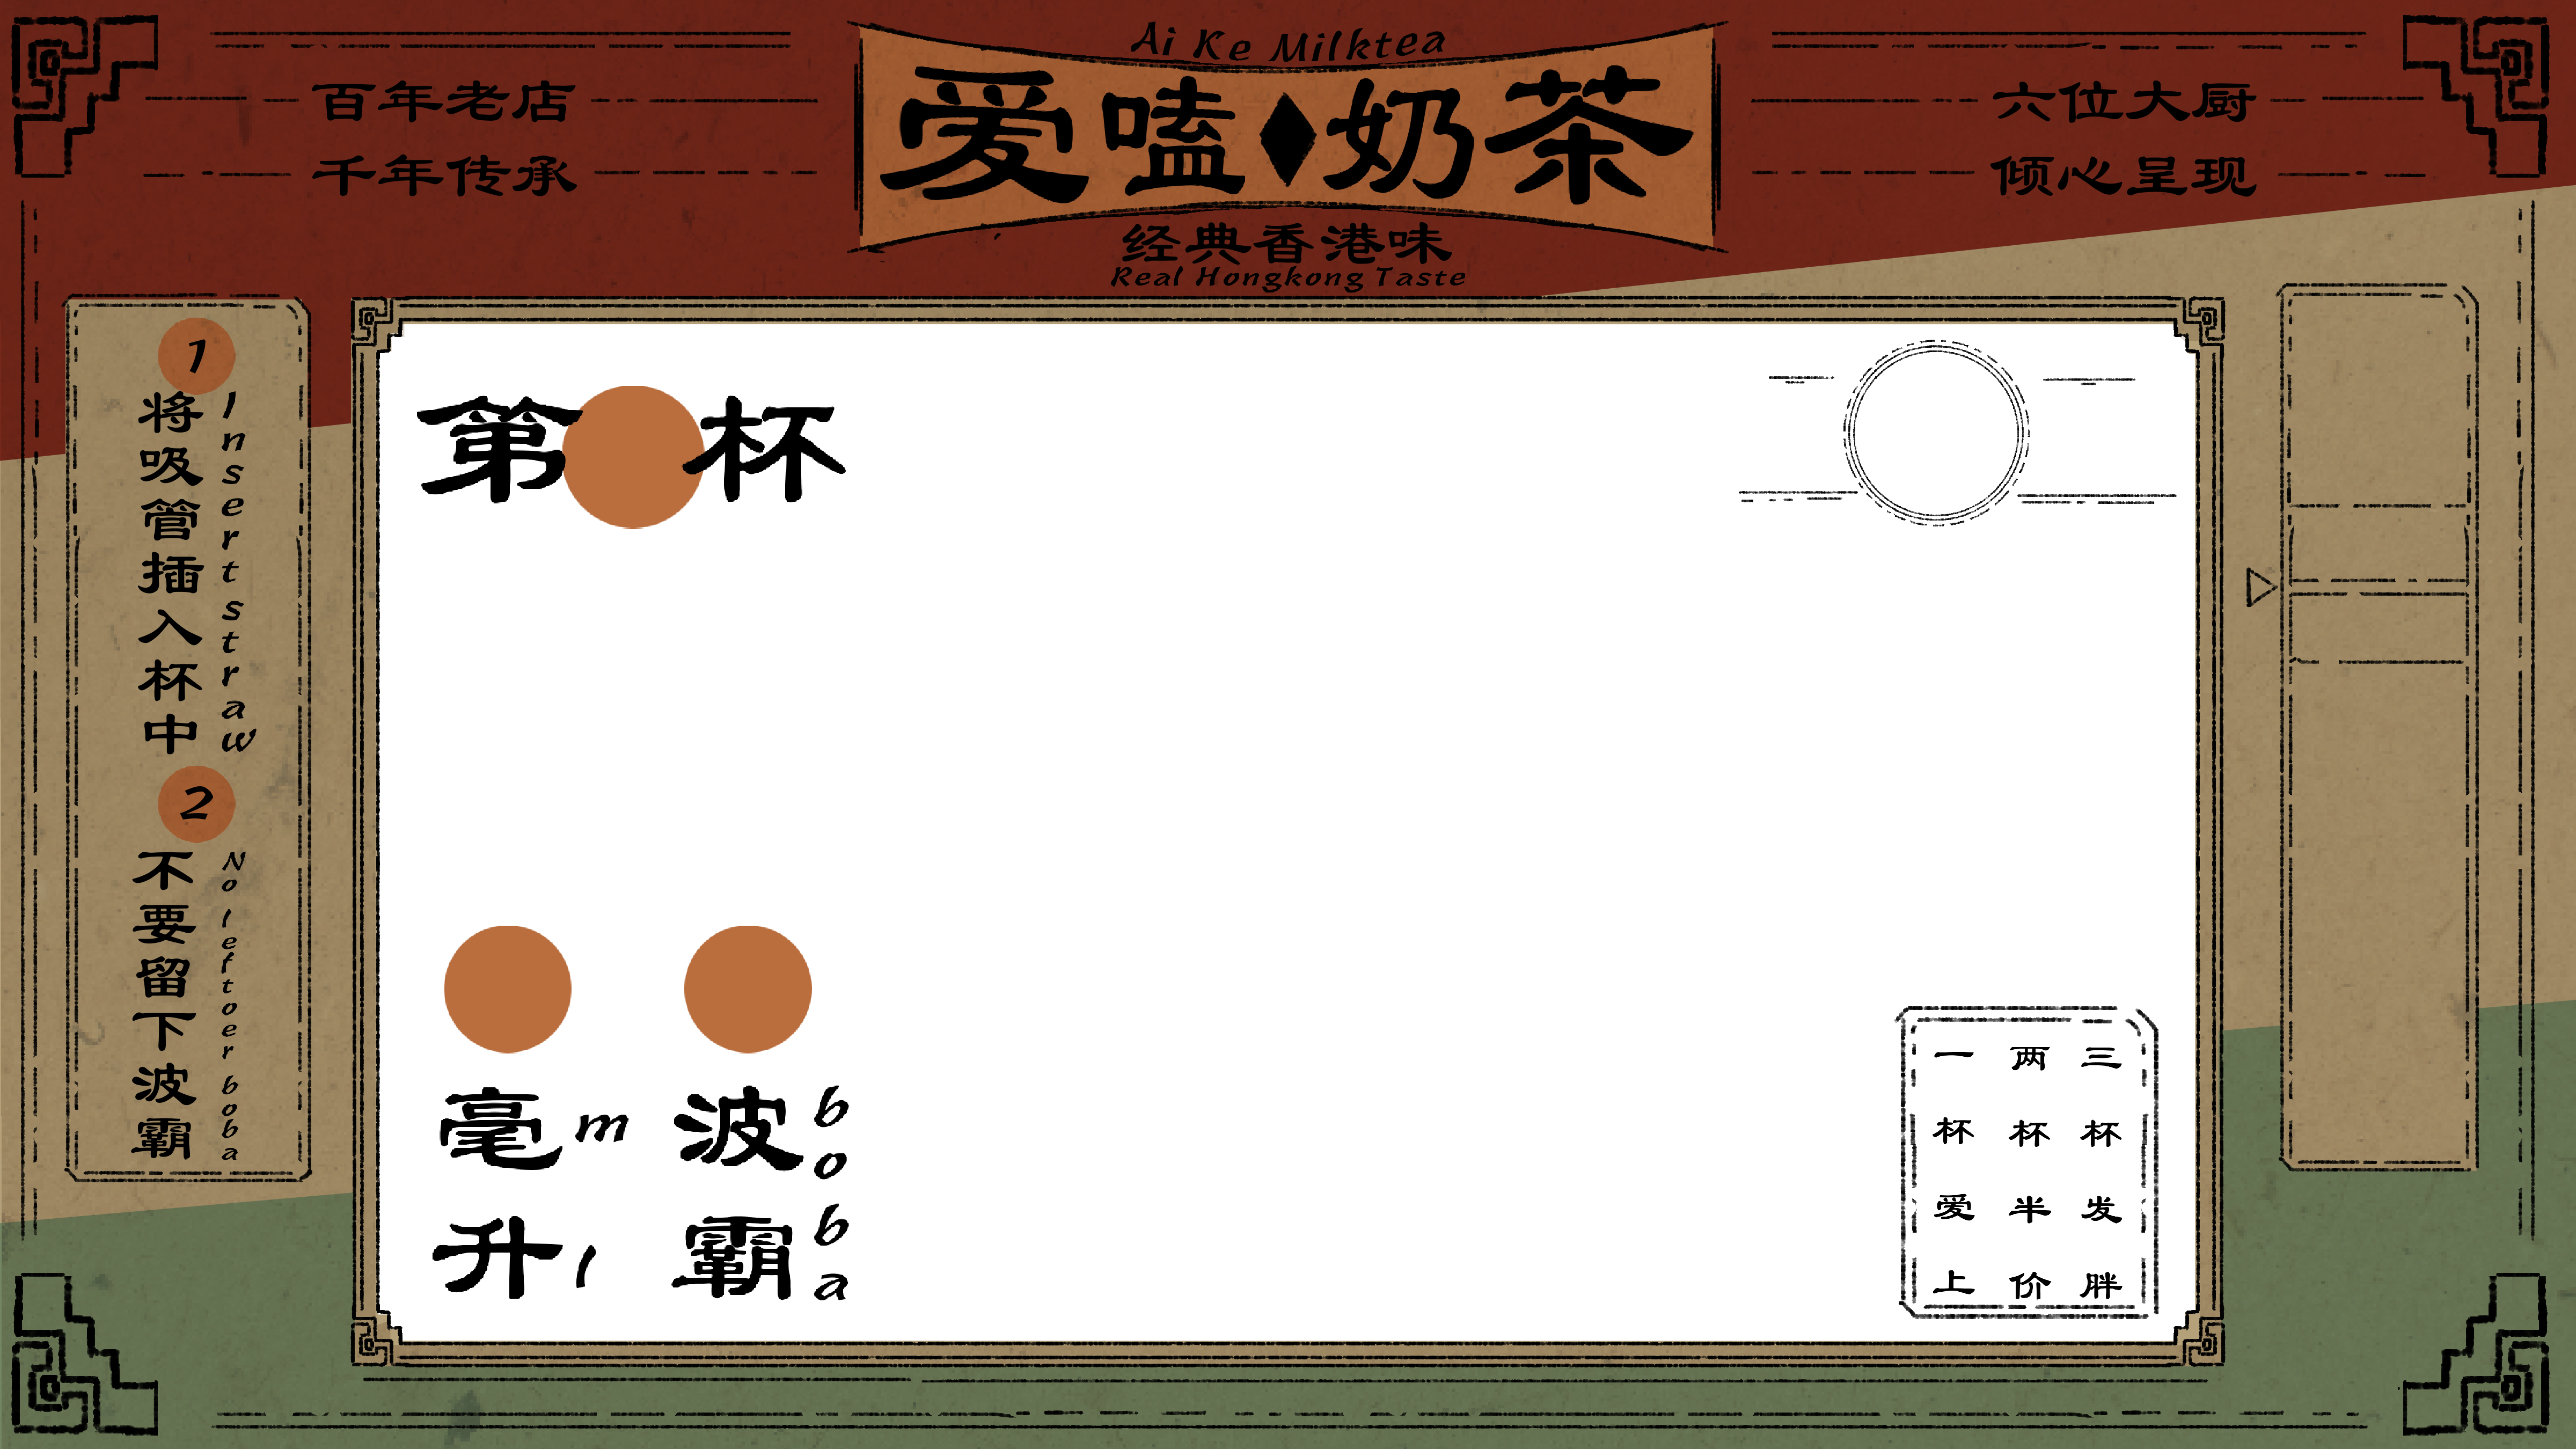 Ai Ke Milktea
爱嗑♦奶茶
经典香港味
Real Hongkong Taste
百年老店
千年传承
六位大厨
倾心呈现
1
将吸管插入杯中
Insert straw
2
不要留下波霸
No leftoer boba
第 杯
毫升
ml
波霸
boba
一杯爱上
两杯半价
三杯发胖